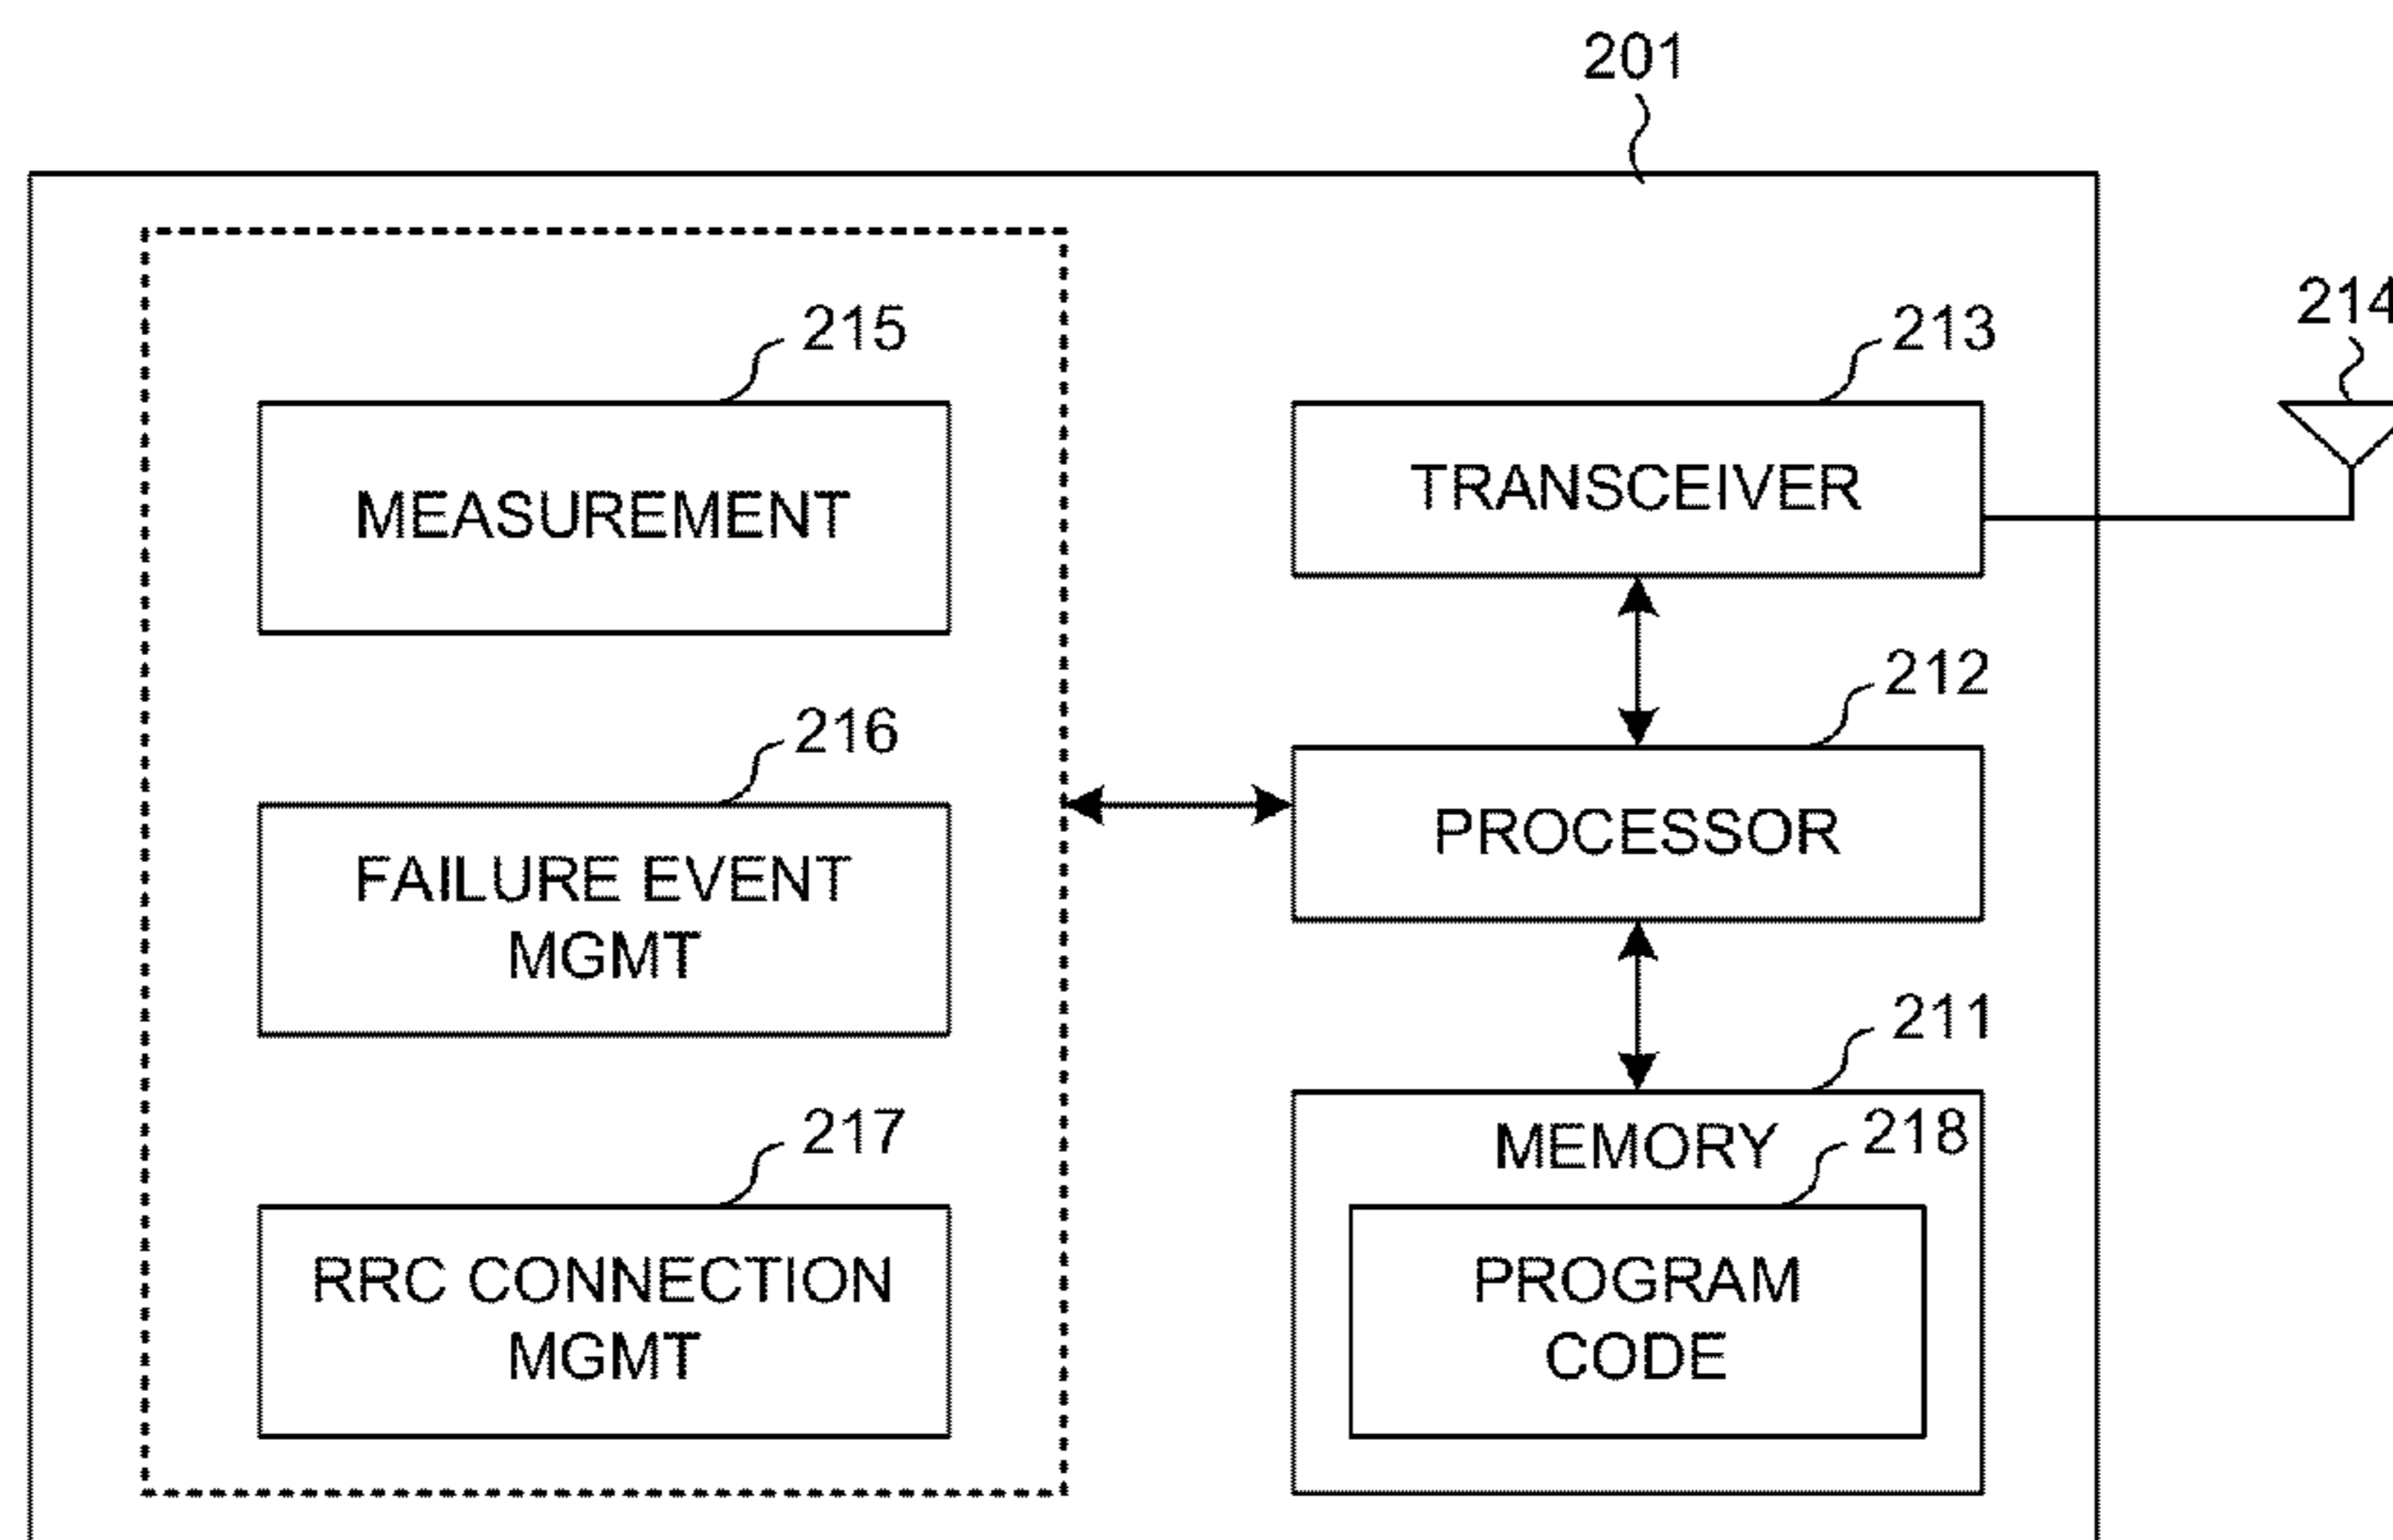 201
214
215
213
MEASUREMENT
TRANSCEIVER
212
216
PROCESSOR
FAILURE EVENT
MGMT
211
217
MEMORY
218
RRC CONNECTION
MGMT
PROGRAM
CODE